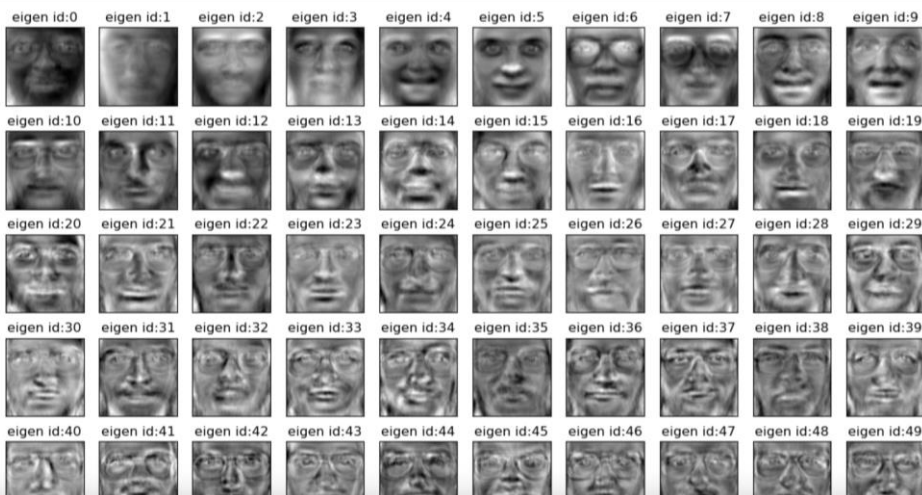 eigen id:0 eigen id:1 eigen id:2 eigen id:3 eigen id:4 eigen id:5 eigen id:6 eigen id:7 eigen id:8 eigen id:9
eigen id:10 eigen id:11 eigen id:12 eigen id:13 eigen id:14 eigen id:15 eigen id:16 eigen id:17 eigen id:18 eigen id:19
eigen id:20 eigen id:21 eigen id:22 eigen id:23 eigen id:24 eigen id:25 eigen id:26 eigen id:27 eigen id:28 eigen id:29
eigen id:30 eigen id:31 eigen id:32 eigen id:33 eigen id:34 eigen id:35 eigen id:36 eigen id:37 eigen id:38 eigen id:39
eigen id:40 eigen id:41 eigen id:42 eigen id:43 eigen id:44 eigen id:45 eigen id:46 eigen id:47 eigen id:48 eigen id:49